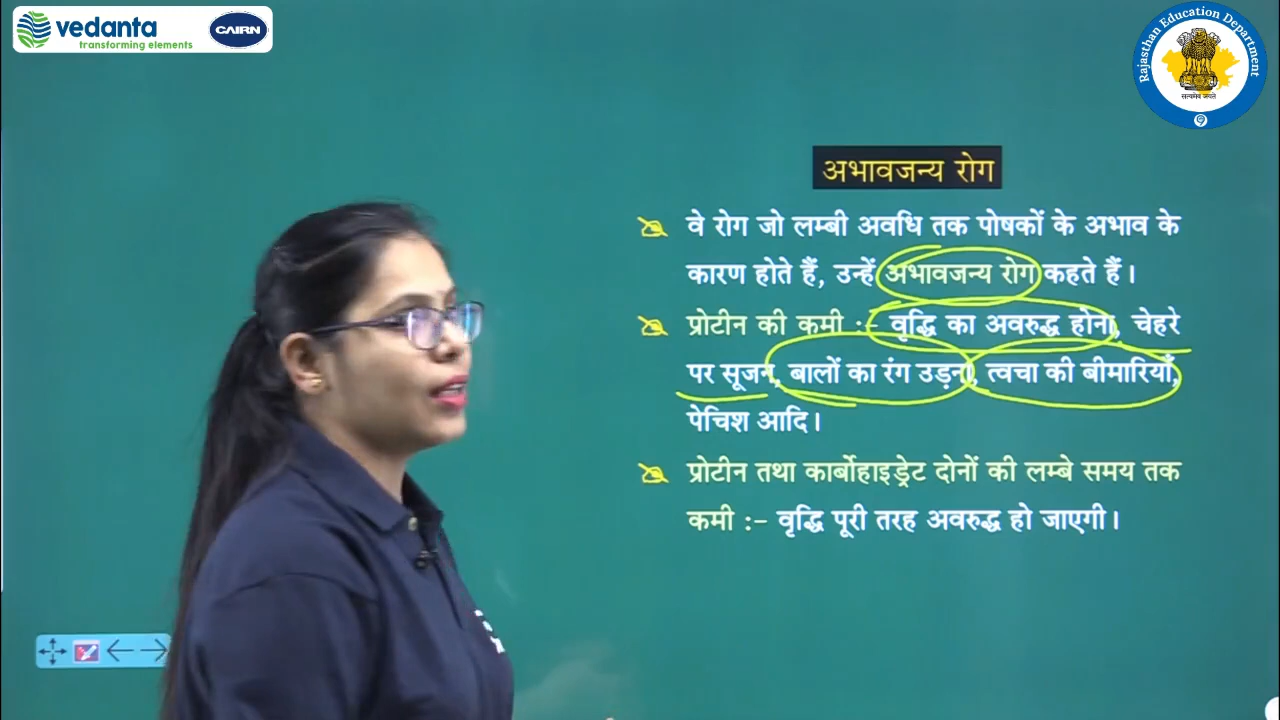 vedanta
transforming elements
CAIRN
Rajasthan Education Department
सत्यमेव जयते
अभावजन्य रोग
वे रोग जो लम्बी अवधि तक पोषकों के अभाव के
कारण होते हैं, उन्हें अभावजन्य रोग कहते हैं।
प्रोटीन की कमी :- वृद्धि का अवरुद्ध होना, चेहरे
पर सूजन, बालों का रंग उड़ना, त्वचा की बीमारियाँ,
पेचिश आदि।
प्रोटीन तथा कार्बोहाइड्रेट दोनों की लम्बे समय तक
कमी :- वृद्धि पूरी तरह अवरुद्ध हो जाएगी।